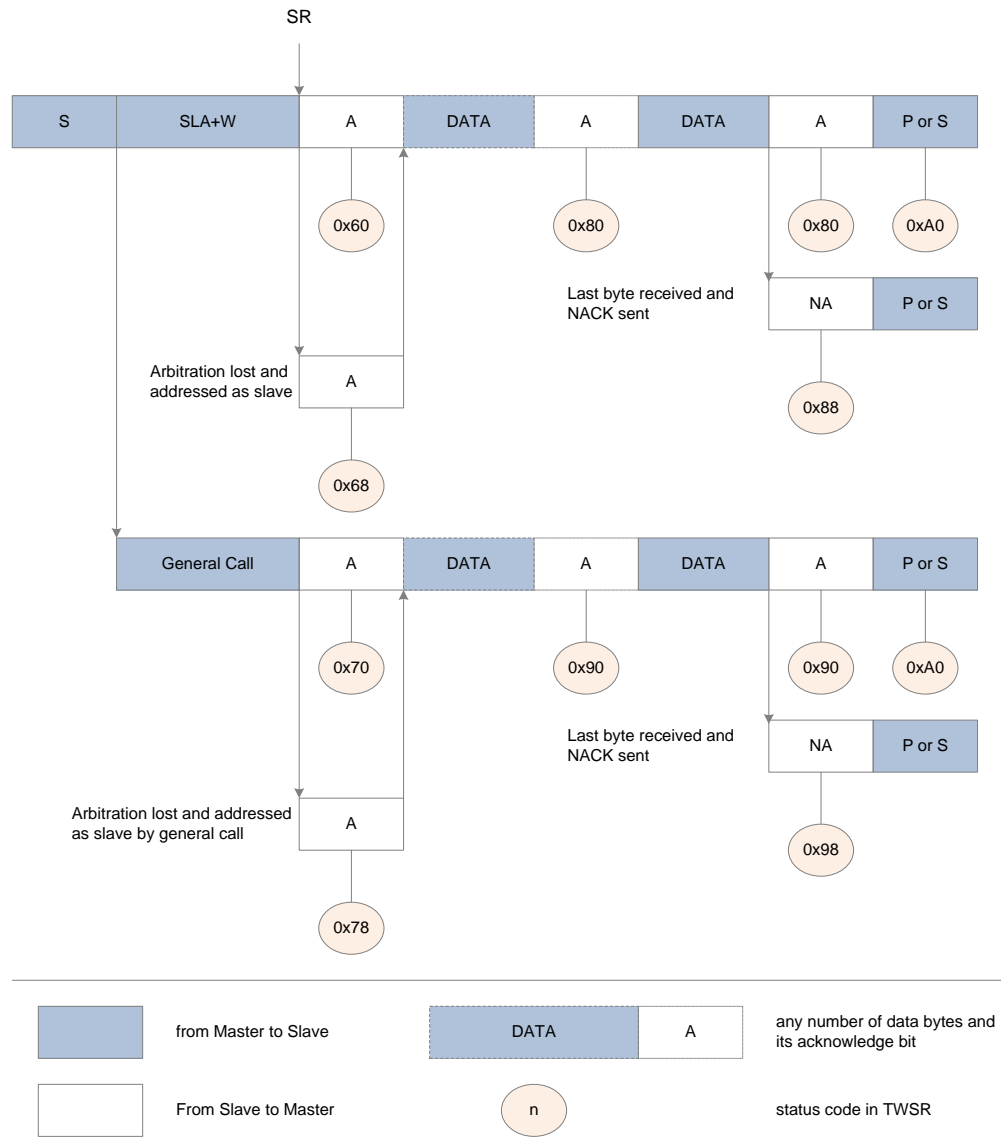 SR
S SLA+W A DATA A DATA A P or S
0x60 0x80 0x80 0xA0
Last byte received and
NACK sent
NA P or S
Arbitration lost and
addressed as slave
A
0x88
0x68
General Call A DATA A DATA A P or S
0x70 0x90 0x90 0xA0
Last byte received and
NACK sent
NA P or S
Arbitration lost and addressed
as slave by general call
A
0x98
0x78
from Master to Slave
DATA A
any number of data bytes and
its acknowledge bit
From Slave to Master
n
status code in TWSR